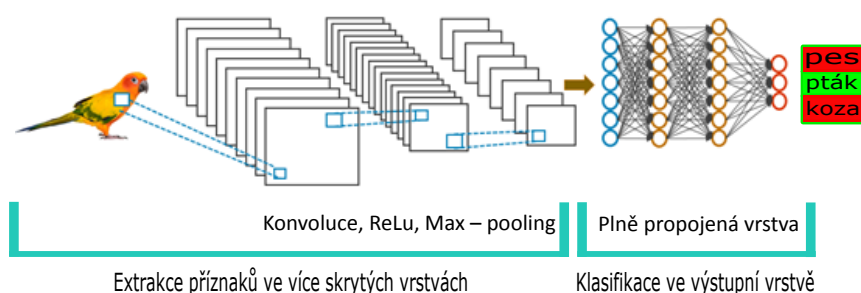 pes
pták
koza
Konvoluce, ReLu, Max – pooling
Plně propojená vrstva
Extrakce příznaků ve více skrytých vrstvách
Klasifikace ve výstupní vrstvě